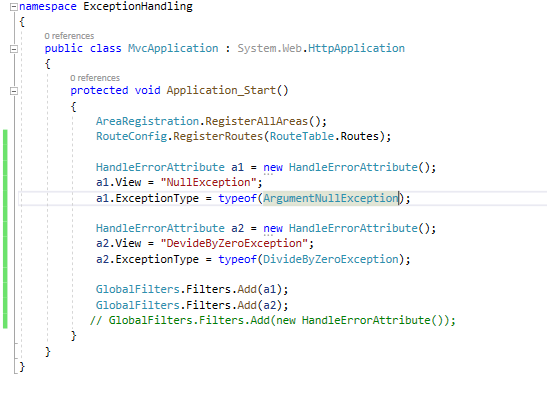 namespace ExceptionHandling
{
0 references
public class MvcApplication : System.Web.HttpApplication
{
0 references
protected void Application_Start()
{
AreaRegistration.RegisterAllAreas();
RouteConfig.RegisterRoutes(RouteTable.Routes);
HandleErrorAttribute a1 = new HandleErrorAttribute();
a1.View = "NullException";
a1.ExceptionType = typeof(ArgumentNullException);
HandleErrorAttribute a2 = new HandleErrorAttribute();
a2.View = "DevideByZeroException";
a2.ExceptionType = typeof(DivideByZeroException);
GlobalFilters.Filters.Add(a1);
GlobalFilters.Filters.Add(a2);
// GlobalFilters.Filters.Add(new HandleErrorAttribute());
}
}
}